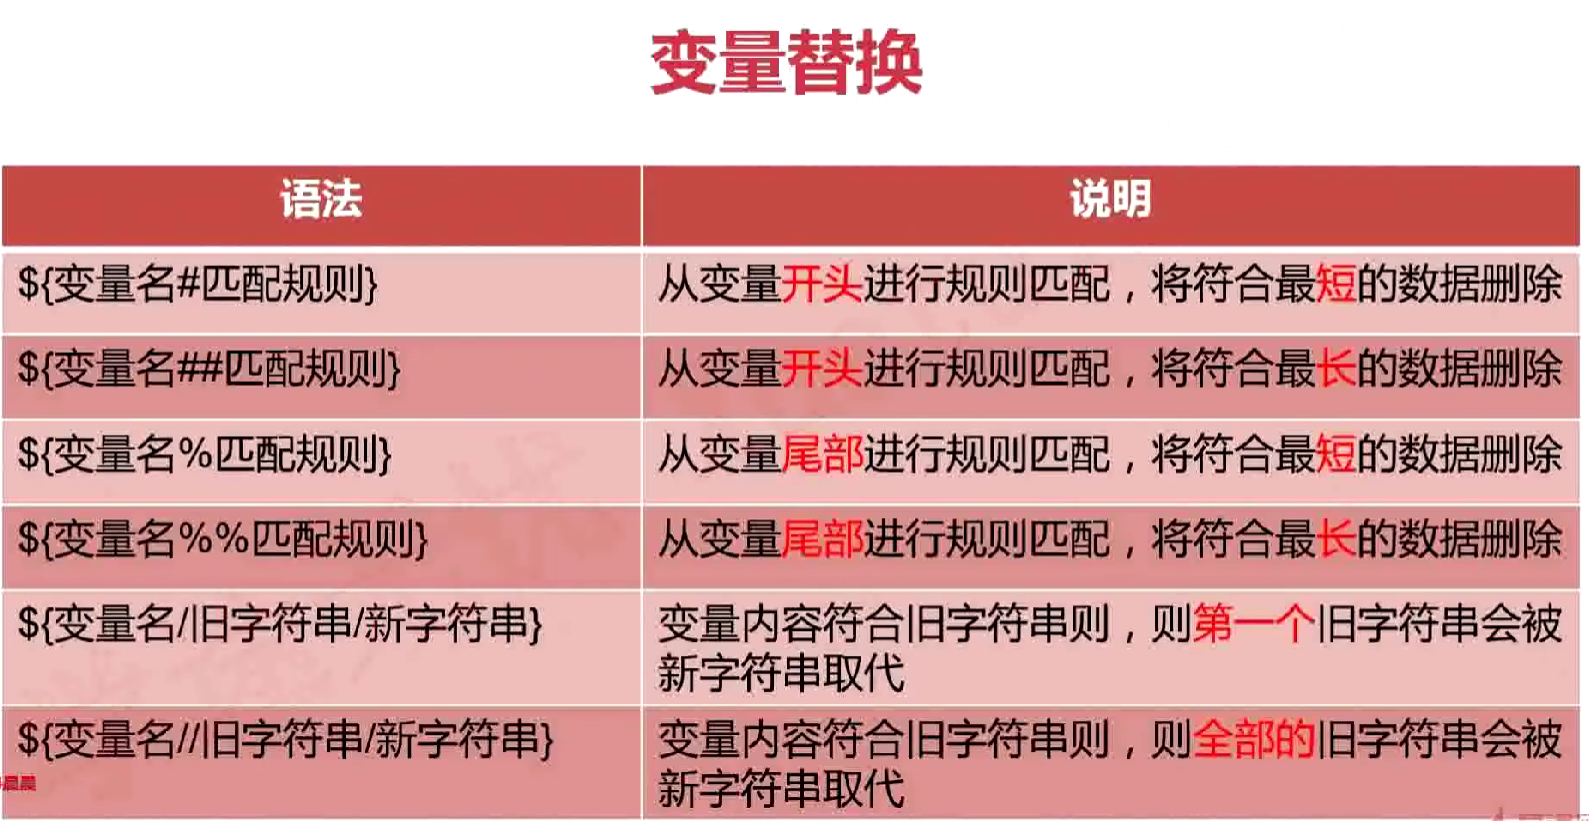 变量替换
语法
说明
${变量名#匹配规则}
从变量开头进行规则匹配，将符合最短的数据删除
${变量名##匹配规则}
从变量开头进行规则匹配，将符合最长的数据删除
${变量名%匹配规则}
从变量尾部进行规则匹配，将符合最短的数据删除
${变量名%%匹配规则}
从变量尾部进行规则匹配，将符合最长的数据删除
${变量名/旧字符串/新字符串}
变量内容符合旧字符串则，则第一个旧字符串会被
新字符串取代
${变量名//旧字符串/新字符串}
变量内容符合旧字符串则，则全部的旧字符串会被
新字符串取代
晨晨